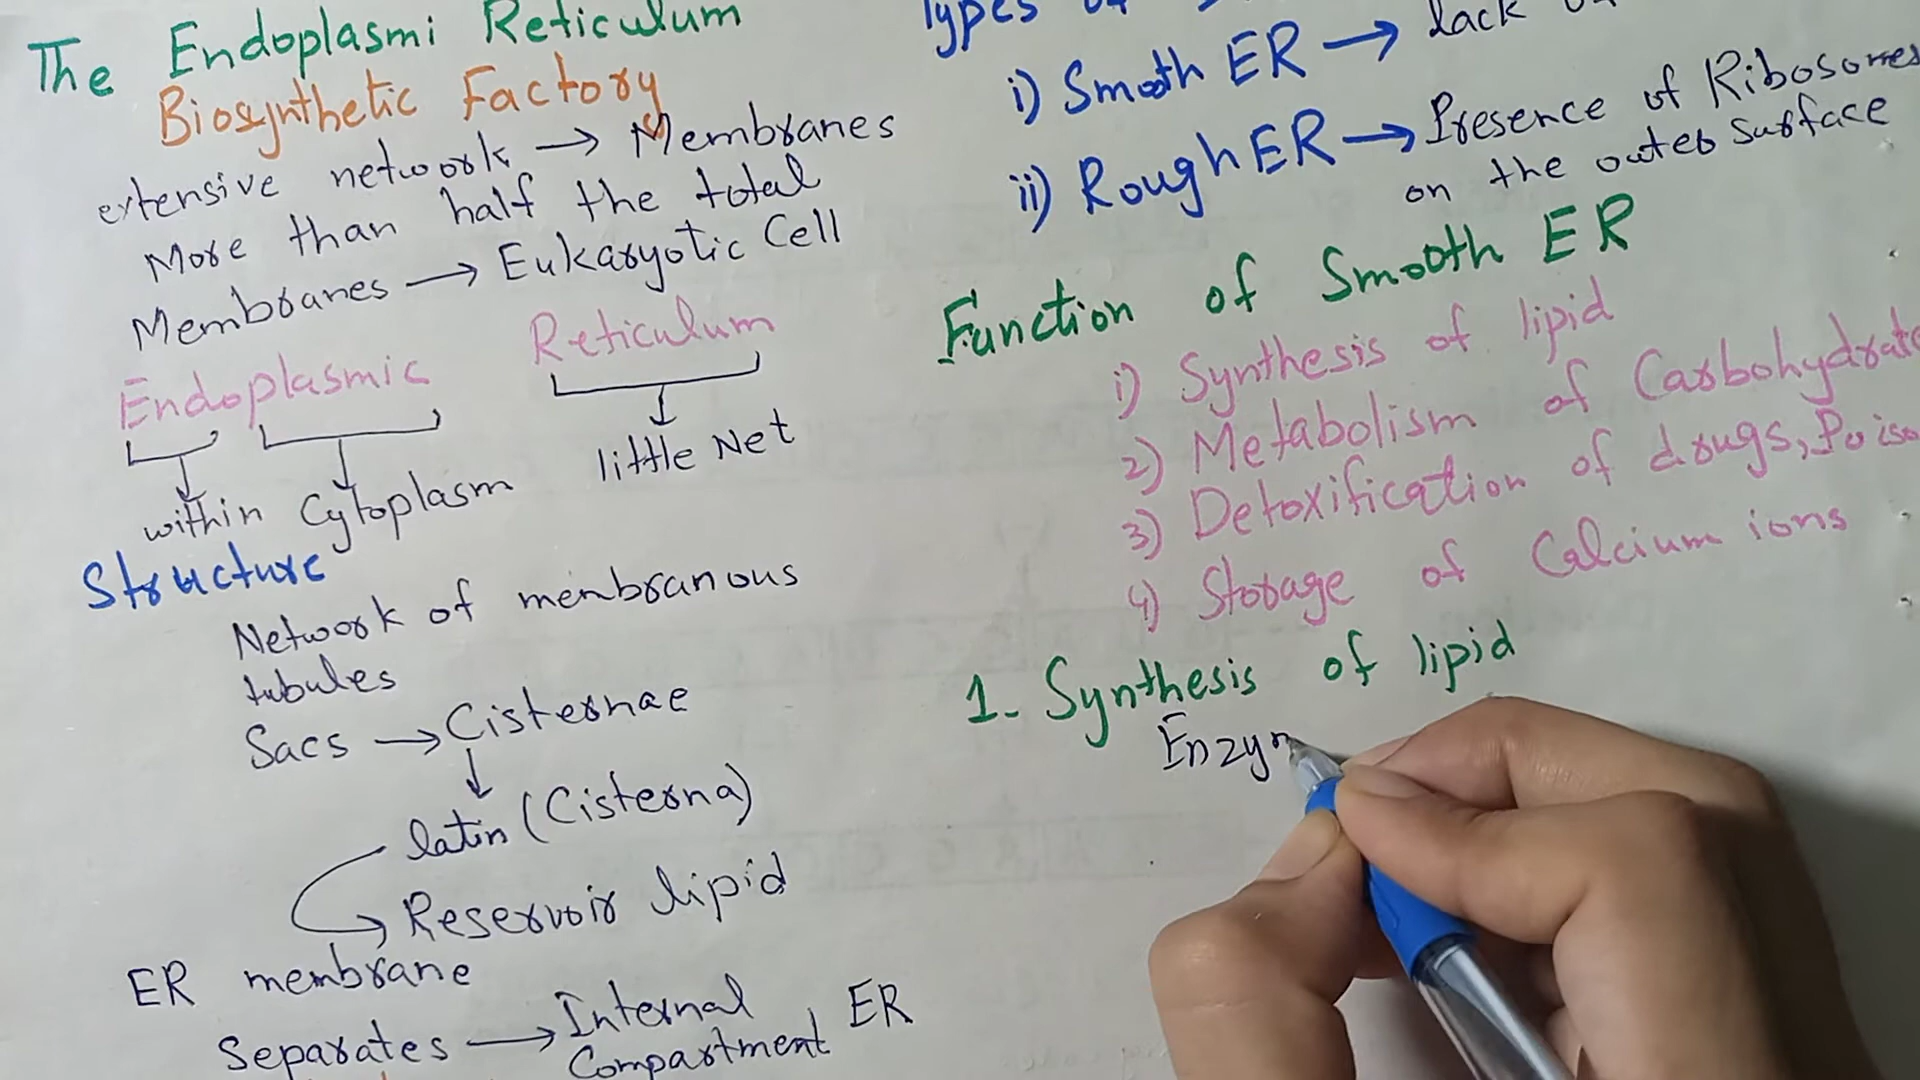 The Endoplasmi Reticulum
Biosynthetic Factory
extensive network → Membranes
More than half the total
Membranes → Eukaryotic Cell
Endoplasmic Reticulum
within Cytoplasm little Net
Structure
Network of membranous
tubules
Sacs → Cisternae
latin (Cisterna)
Reservoir lipid
ER membrane
Separates → Internal
Compartment ER
Types
i) Smooth ER → lack
ii) Rough ER → Presence of Ribosomes
on the outer surface
Function of Smooth ER
1) Synthesis of lipid
2) Metabolism of Carbohydrate
3) Detoxification of drugs, Poiso
4) Storage of Calcium ions
1- Synthesis of lipid
Enzym